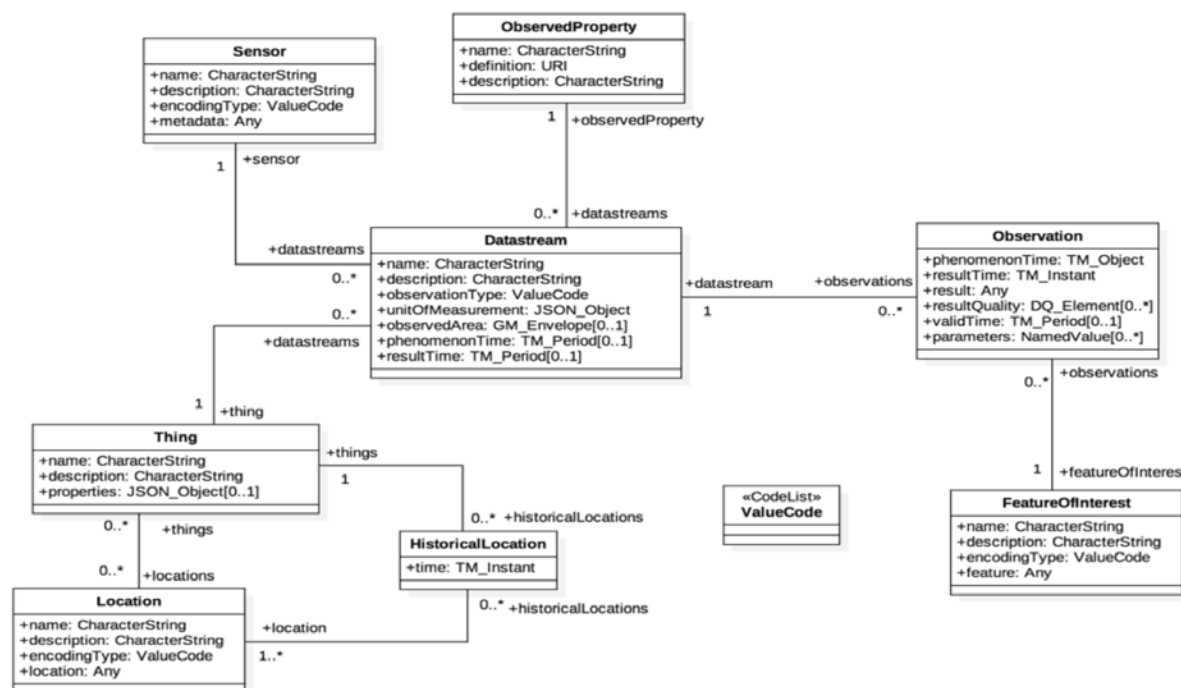 ObservedProperty
+name: CharacterString
+definition: URI
+description: CharacterString
1
+observedProperty
Sensor
+name: CharacterString
+description: CharacterString
+encodingType: ValueCode
+metadata: Any
1
+sensor
0..*
+datastreams
+datastreams
0..*
Datastream
+name: CharacterString
+description: CharacterString
+observationType: ValueCode
+unitOfMeasurement: JSON_Object
+observedArea: GM_Envelope[0..1]
+phenomenonTime: TM_Period[0..1]
+resultTime: TM_Period[0..1]
+datastream
1
+observations
0..*
Observation
+phenomenonTime: TM_Object
+resultTime: TM_Instant
+result: Any
+resultQuality: DQ_Element[0..*]
+validTime: TM_Period[0..1]
+parameters: NamedValue[0..*]
0..*
+observations
0..*
+datastreams
1
+thing
Thing
+name: CharacterString
+description: CharacterString
+properties: JSON_Object[0..1]
+things
1
0..*
+things
0..*
+historicalLocations
HistoricalLocation
+time: TM_Instant
0..*
+historicalLocations
«CodeList»
ValueCode
1
+featureOfInteres
FeatureOfInterest
+name: CharacterString
+description: CharacterString
+encodingType: ValueCode
+feature: Any
0..*
+locations
Location
+name: CharacterString
+description: CharacterString
+encodingType: ValueCode
+location: Any
+location
1..*